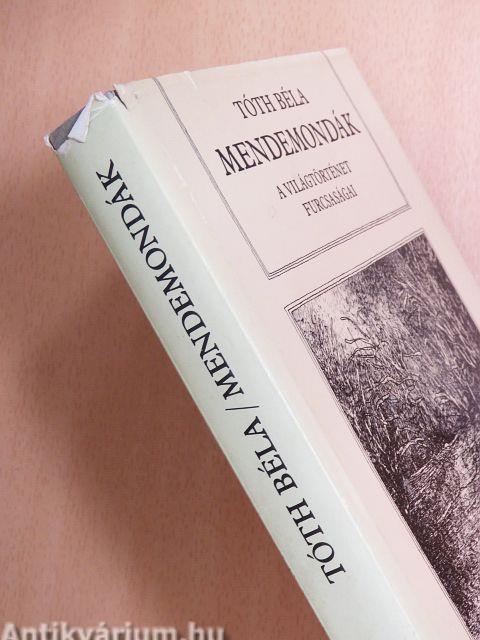 TÓTH BÉLA
MENDEMONDÁK
A VILÁGTÖRTÉNET
FURCSASÁGAI
TÓTH BÉLA / MENDEMONDÁK
Antikvárium.hu